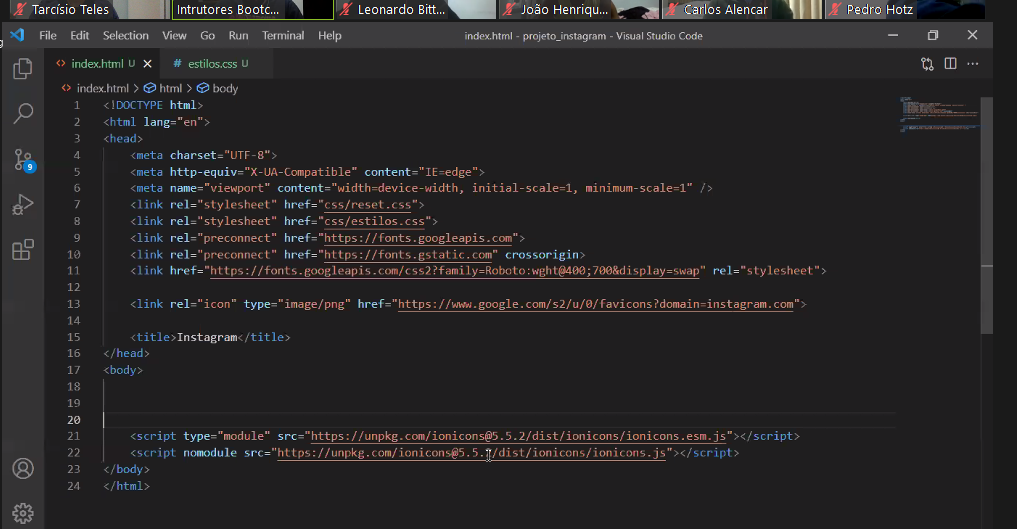 Tarcísio Teles Intrutores Bootc... Leonardo Bitt... João Henriqu... Carlos Alencar Pedro Hotz
File Edit Selection View Go Run Terminal Help index.html - projeto_instagram - Visual Studio Code
index.html U estilos.css U
index.html > html > body
1 <!DOCTYPE html>
2 <html lang="en">
3 <head>
4 <meta charset="UTF-8">
5 <meta http-equiv="X-UA-Compatible" content="IE=edge">
6 <meta name="viewport" content="width=device-width, initial-scale=1, minimum-scale=1" />
7 <link rel="stylesheet" href="css/reset.css">
8 <link rel="stylesheet" href="css/estilos.css">
9 <link rel="preconnect" href="https://fonts.googleapis.com">
10 <link rel="preconnect" href="https://fonts.gstatic.com" crossorigin>
11 <link href="https://fonts.googleapis.com/css2?family=Roboto:wght@400;700&display=swap" rel="stylesheet">
12
13 <link rel="icon" type="image/png" href="https://www.google.com/s2/u/0/favicons?domain=instagram.com">
14
15 <title>Instagram</title>
16 </head>
17 <body>
18
19
20
21 <script type="module" src="https://unpkg.com/ionicons@5.5.2/dist/ionicons/ionicons.esm.js"></script>
22 <script nomodule src="https://unpkg.com/ionicons@5.5.2/dist/ionicons/ionicons.js"></script>
23 </body>
24 </html>
9